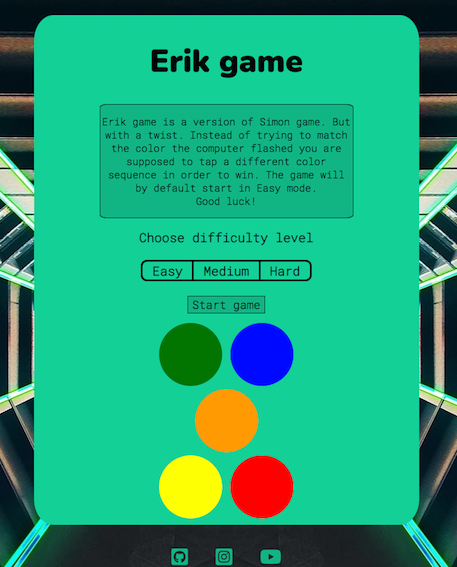 Erik game
Erik game is a version of Simon game. But
with a twist. Instead of trying to match
the color the computer flashed you are
supposed to tap a different color
sequence in order to win. The game will
by default start in Easy mode.
Good luck!
Choose difficulty level
Easy Medium Hard
Start game